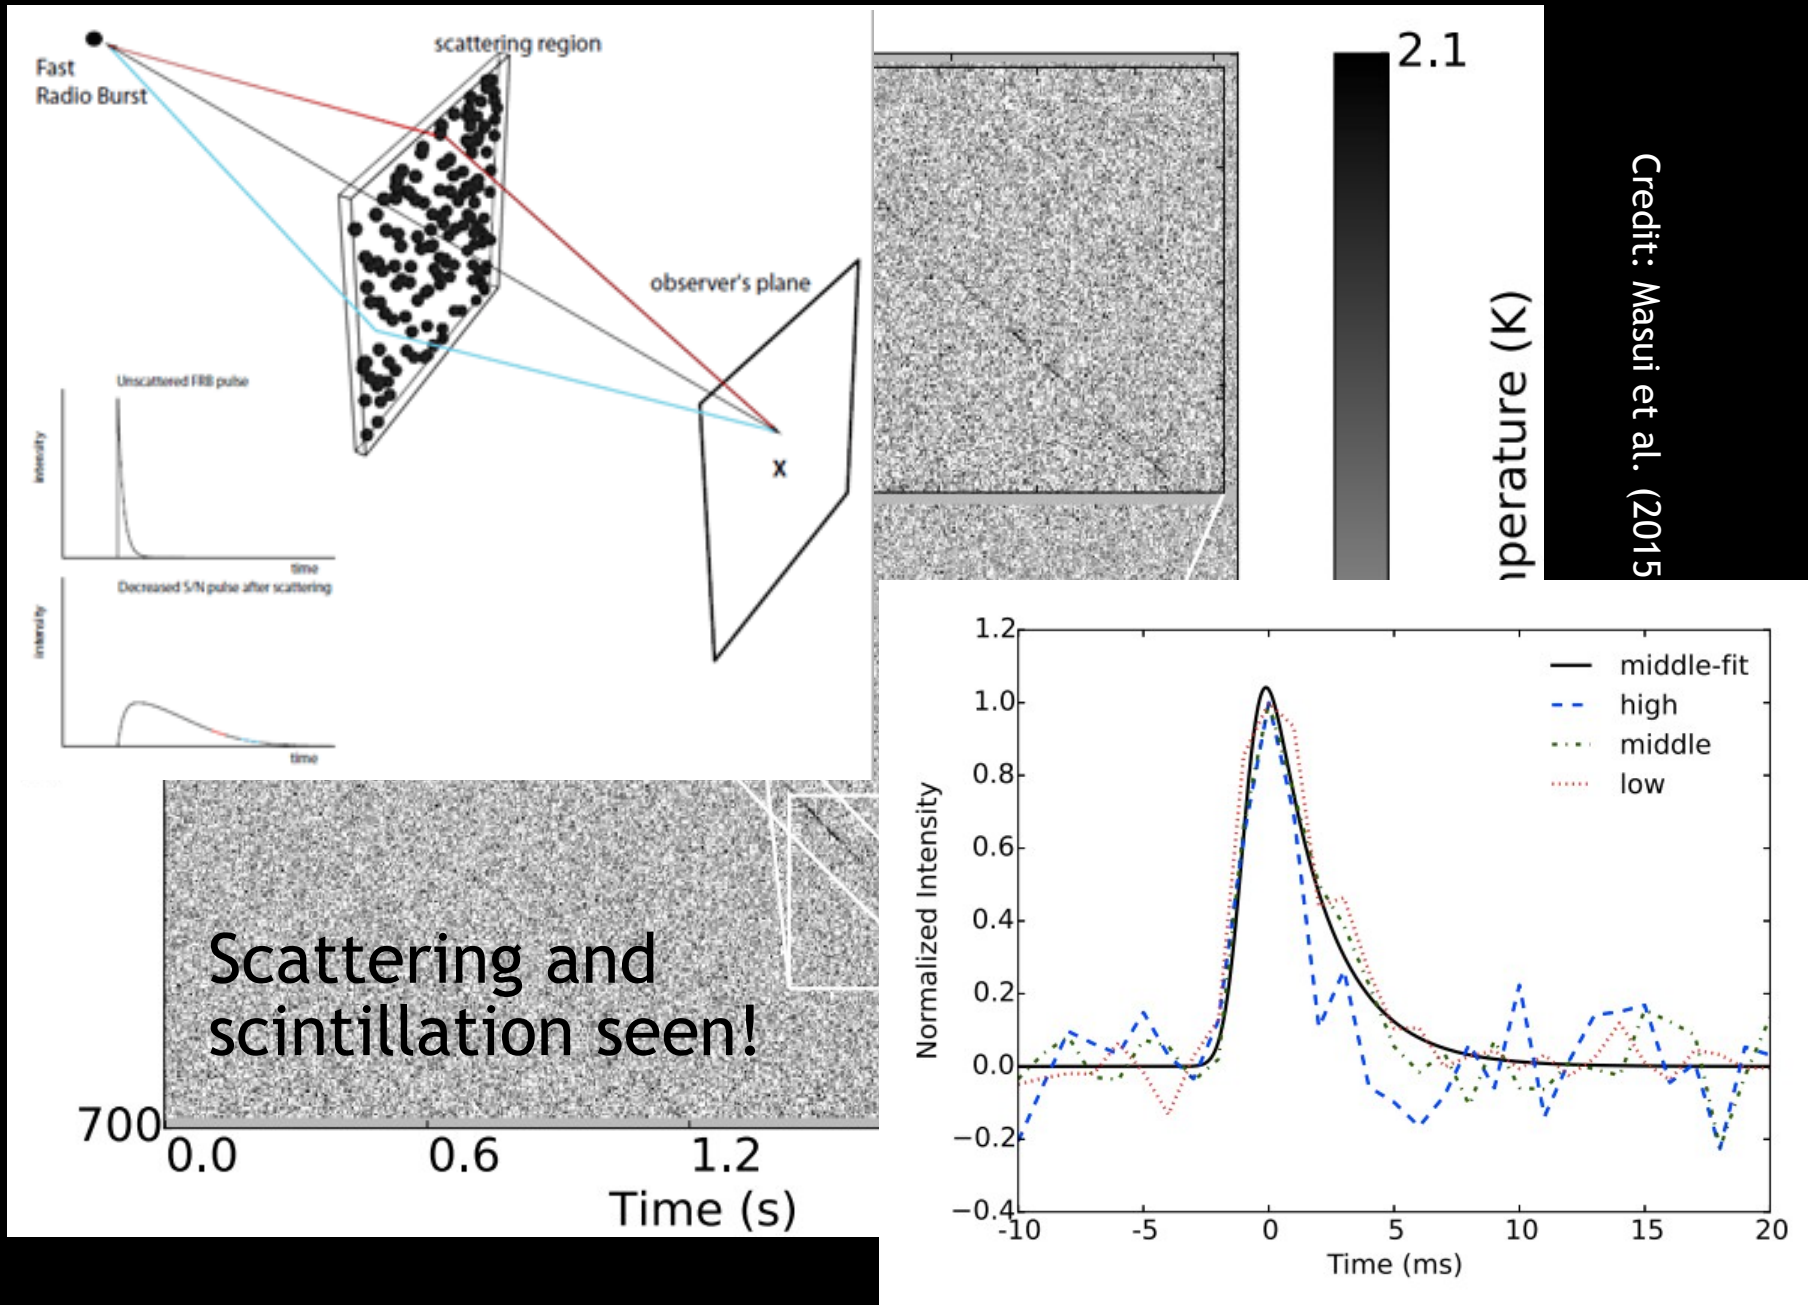 Fast
Radio Burst
scattering region
observer's plane
x
Unscattered FRB pulse
intensity
time
Decreased S/N pulse after scattering
intensity
time
2.1
perature (K)
Credit: Masui et al. (2015
Scattering and
scintillation seen!
700
0.0 0.6 1.2
Time (s)
1.2
1.0
0.8
0.6
0.4
0.2
0.0
−0.2
−0.4
Normalized Intensity
middle-fit
high
middle
low
-10 -5 0 5 10 15 20
Time (ms)